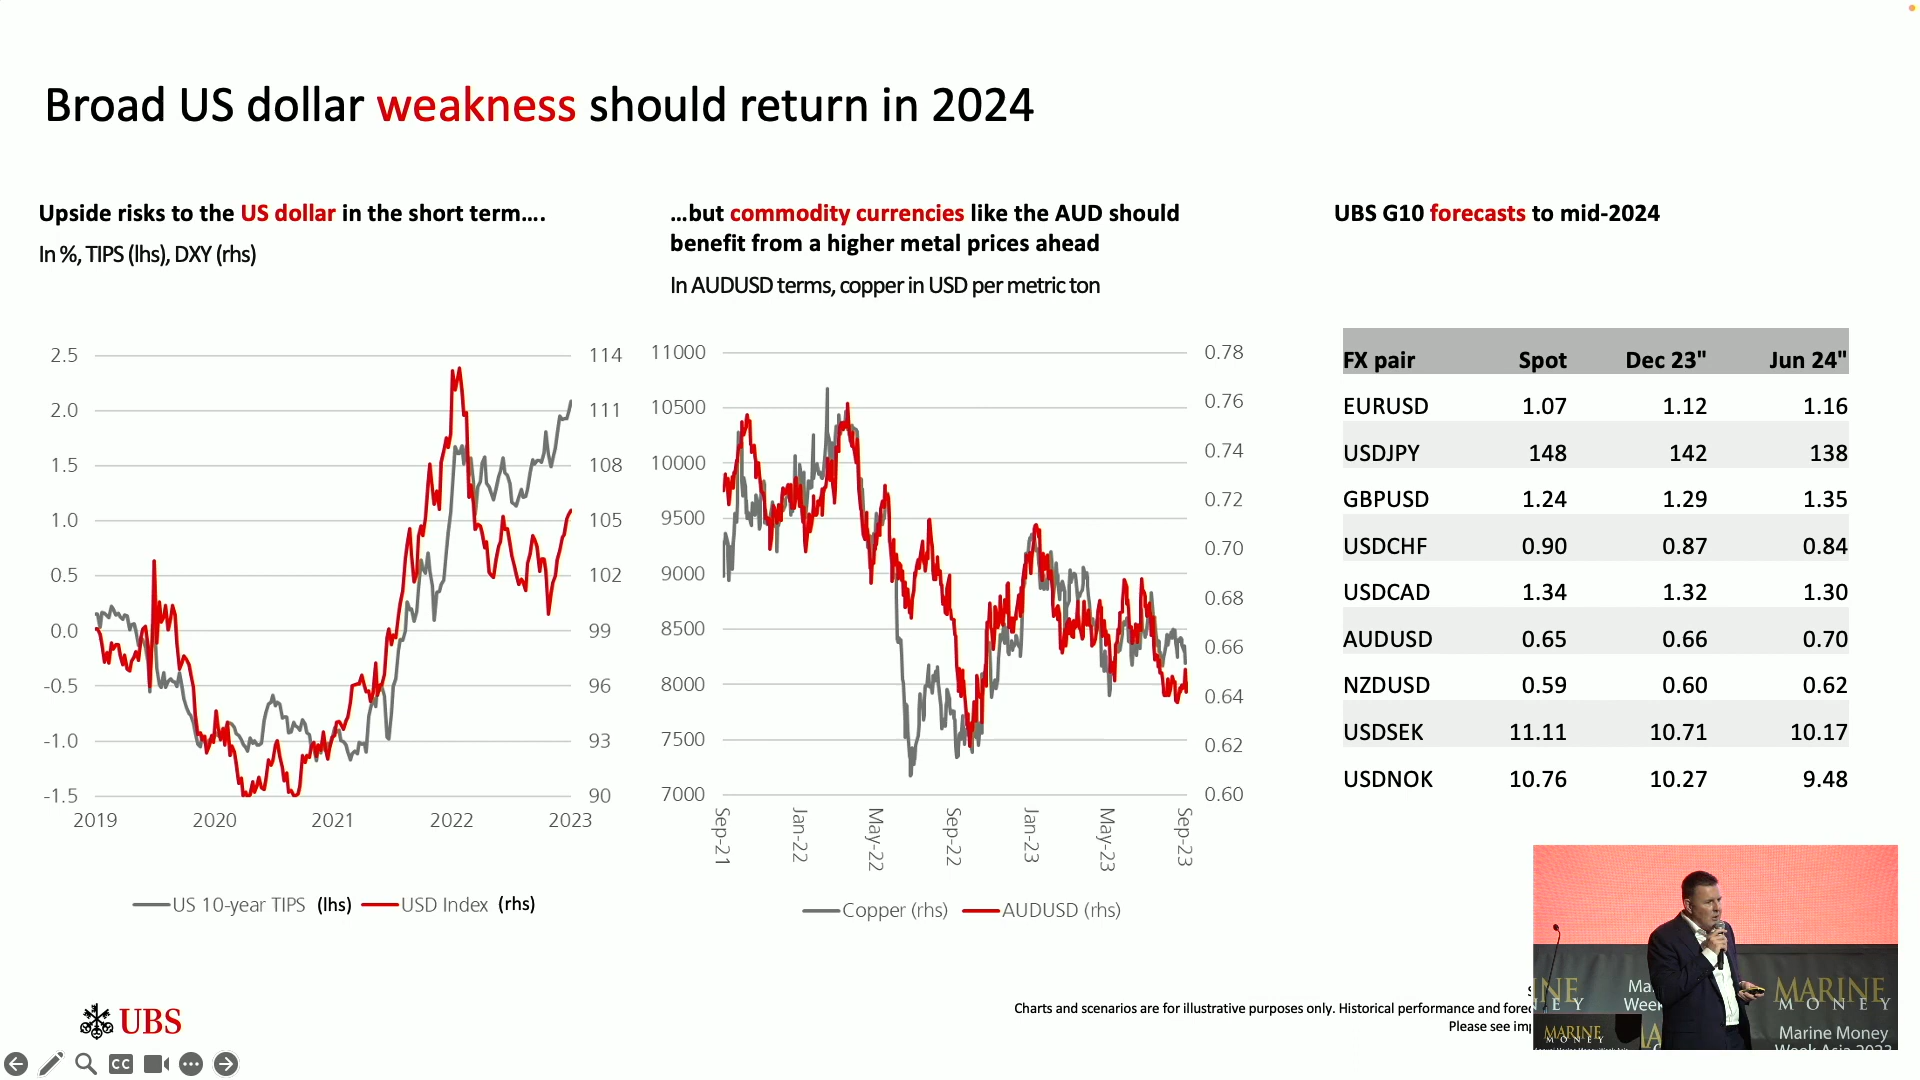 Broad US dollar weakness should return in 2024
Upside risks to the US dollar in the short term….
In %, TIPS (lhs), DXY (rhs)
2.5
2.0
1.5
1.0
0.5
0.0
-0.5
-1.0
-1.5
114
111
108
105
102
99
96
93
90
2019 2020 2021 2022 2023
US 10-year TIPS (lhs) USD Index (rhs)
…but commodity currencies like the AUD should
benefit from a higher metal prices ahead
In AUDUSD terms, copper in USD per metric ton
11000
10500
10000
9500
9000
8500
8000
7500
7000
0.78
0.76
0.74
0.72
0.70
0.68
0.66
0.64
0.62
0.60
Sep-21 Jan-22 May-22 Sep-22 Jan-23 May-23 Sep-23
Copper (rhs) AUDUSD (rhs)
UBS G10 forecasts to mid-2024
FX pair Spot Dec 23" Jun 24"
EURUSD 1.07 1.12 1.16
USDJPY 148 142 138
GBPUSD 1.24 1.29 1.35
USDCHF 0.90 0.87 0.84
USDCAD 1.34 1.32 1.30
AUDUSD 0.65 0.66 0.70
NZDUSD 0.59 0.60 0.62
USDSEK 11.11 10.71 10.17
USDNOK 10.76 10.27 9.48
Charts and scenarios are for illustrative purposes only. Historical performance and
Please see
UBS
CC
MARINE
MONEY
Marine Money
Week Asia 2023
MARINE
MONEY